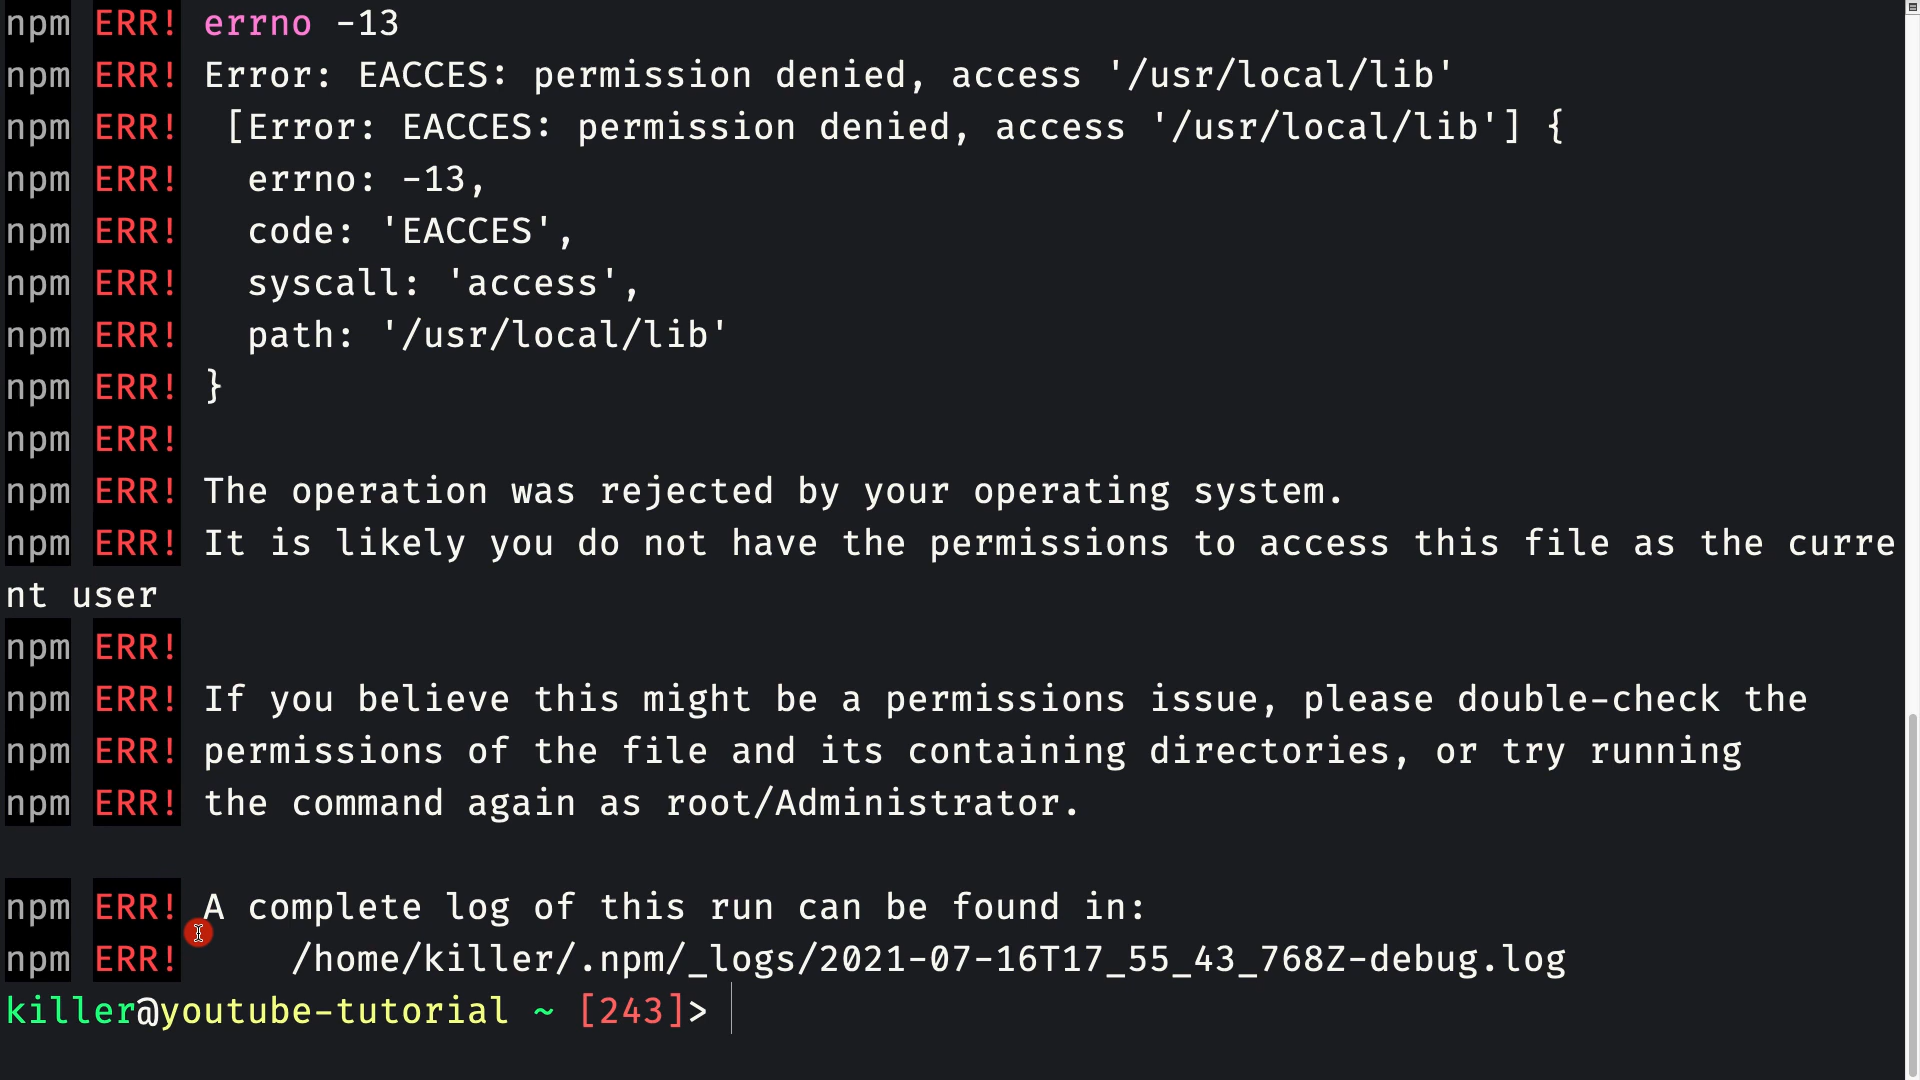 npm ERR! errno -13
npm ERR! Error: EACCES: permission denied, access '/usr/local/lib'
npm ERR!  [Error: EACCES: permission denied, access '/usr/local/lib'] {
npm ERR!   errno: -13,
npm ERR!   code: 'EACCES',
npm ERR!   syscall: 'access',
npm ERR!   path: '/usr/local/lib'
npm ERR! }
npm ERR!
npm ERR! The operation was rejected by your operating system.
npm ERR! It is likely you do not have the permissions to access this file as the curre
nt user
npm ERR!
npm ERR! If you believe this might be a permissions issue, please double-check the
npm ERR! permissions of the file and its containing directories, or try running
npm ERR! the command again as root/Administrator.
npm ERR! A complete log of this run can be found in:
npm ERR!     /home/killer/.npm/_logs/2021-07-16T17_55_43_768Z-debug.log
killer@youtube-tutorial ~ [243]>